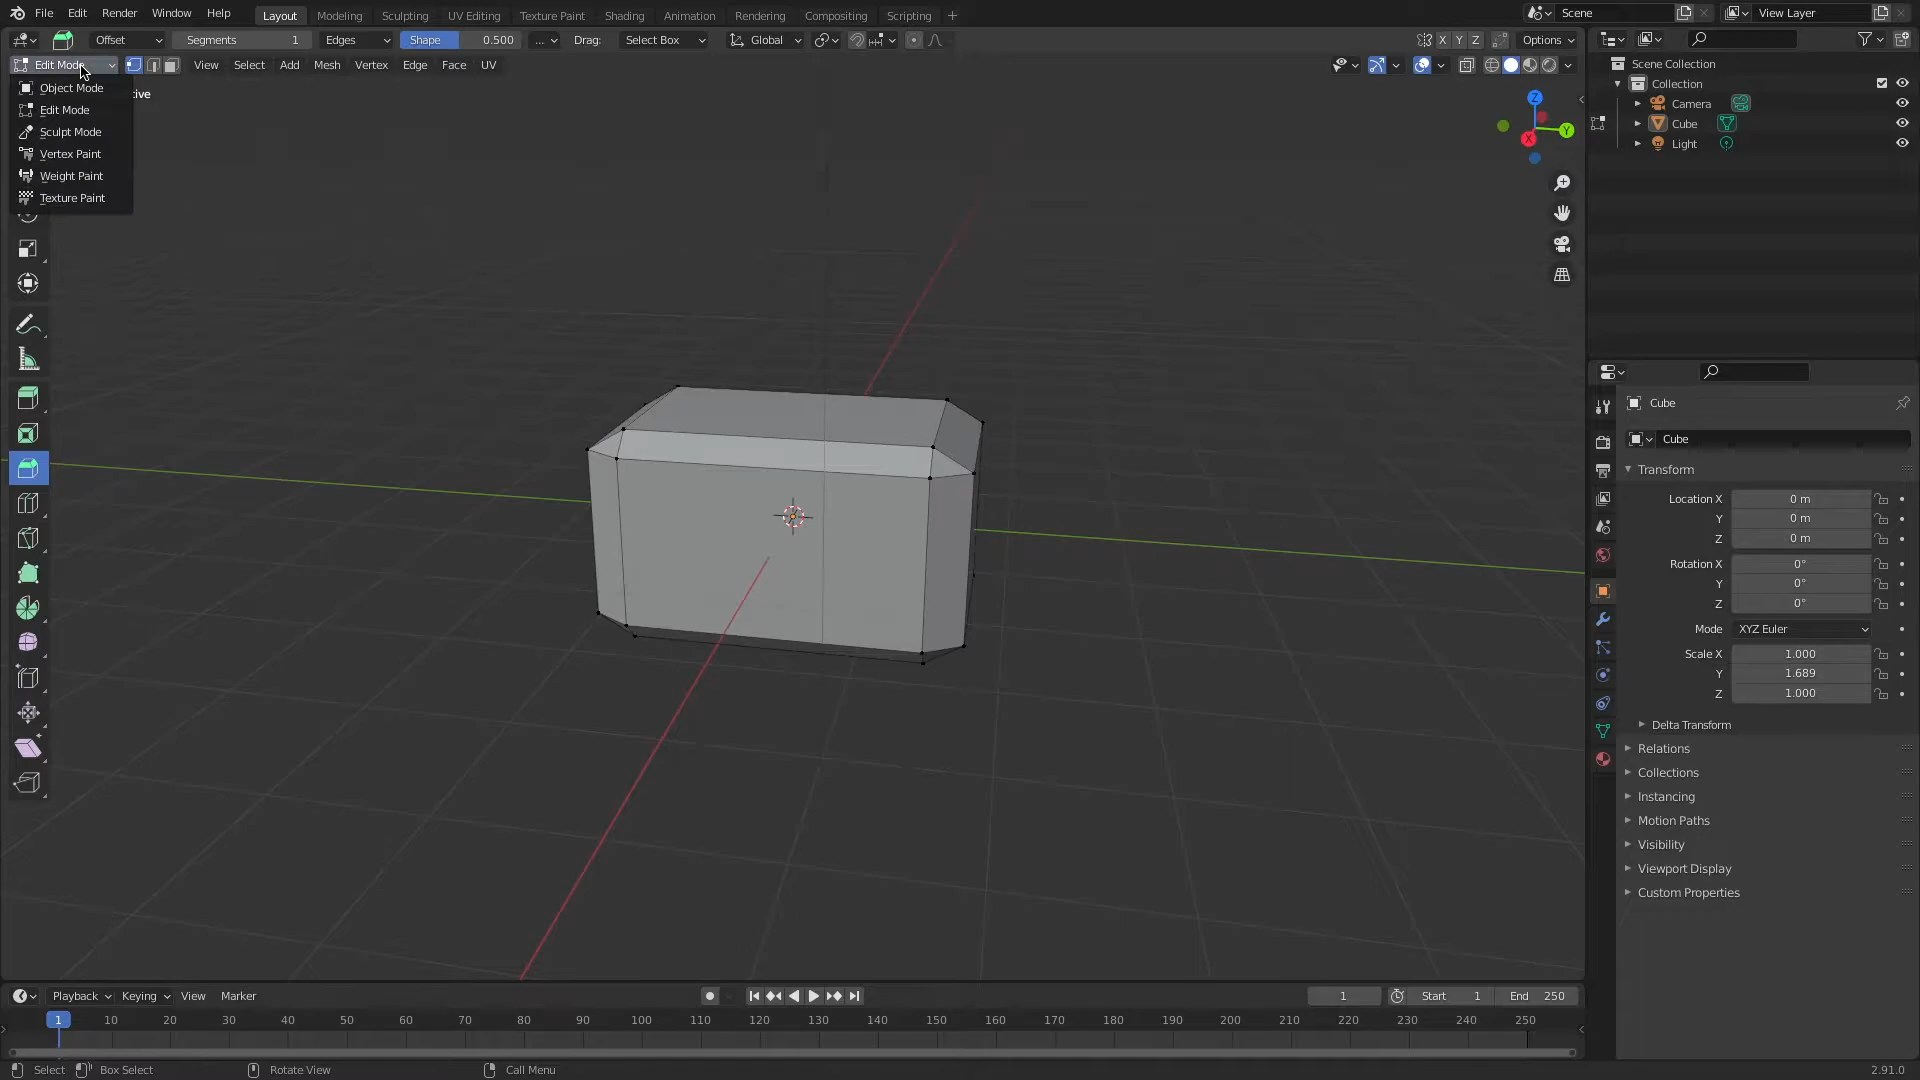 File Edit Render Window Help Layout Modeling Sculpting UV Editing Texture Paint Shading Animation Rendering Compositing Scripting + Scene View Layer
Offset Segments 1 Edges Shape 0.500 ... Drag: Select Box Global X Y Z Options
Edit Mode View Select Add Mesh Vertex Edge Face UV
Object Mode
Edit Mode
Sculpt Mode
Vertex Paint
Weight Paint
Texture Paint
tive
Z
Y
X
Scene Collection
Collection
Camera
Cube
Light
Cube
Cube
Transform
Location X 0 m
Y 0 m
Z 0 m
Rotation X 0°
Y 0°
Z 0°
Mode XYZ Euler
Scale X 1.000
Y 1.689
Z 1.000
Delta Transform
Relations
Collections
Instancing
Motion Paths
Visibility
Viewport Display
Custom Properties
Playback Keying View Marker 1 Start 1 End 250
1 10 20 30 40 50 60 70 80 90 100 110 120 130 140 150 160 170 180 190 200 210 220 230 240 250
Select Box Select Rotate View Call Menu 2.91.0